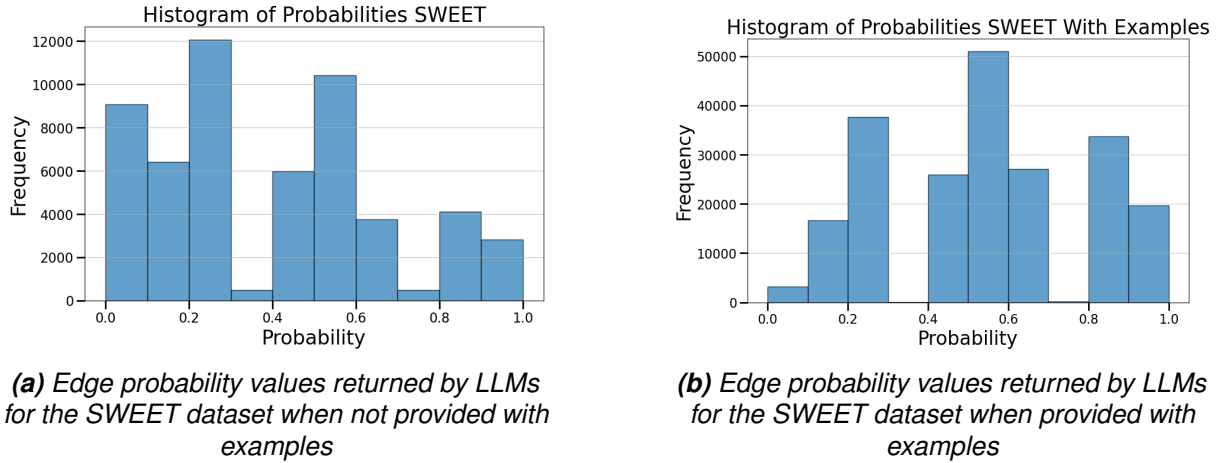 Histogram of Probabilities SWEET
12000
10000
8000
6000
4000
2000
0
Frequency
0.0 0.2 0.4 0.6 0.8 1.0
Probability
(a) Edge probability values returned by LLMs
for the SWEET dataset when not provided with
examples
Histogram of Probabilities SWEET With Examples
50000
40000
30000
20000
10000
0
Frequency
0.0 0.2 0.4 0.6 0.8 1.0
Probability
(b) Edge probability values returned by LLMs
for the SWEET dataset when provided with
examples